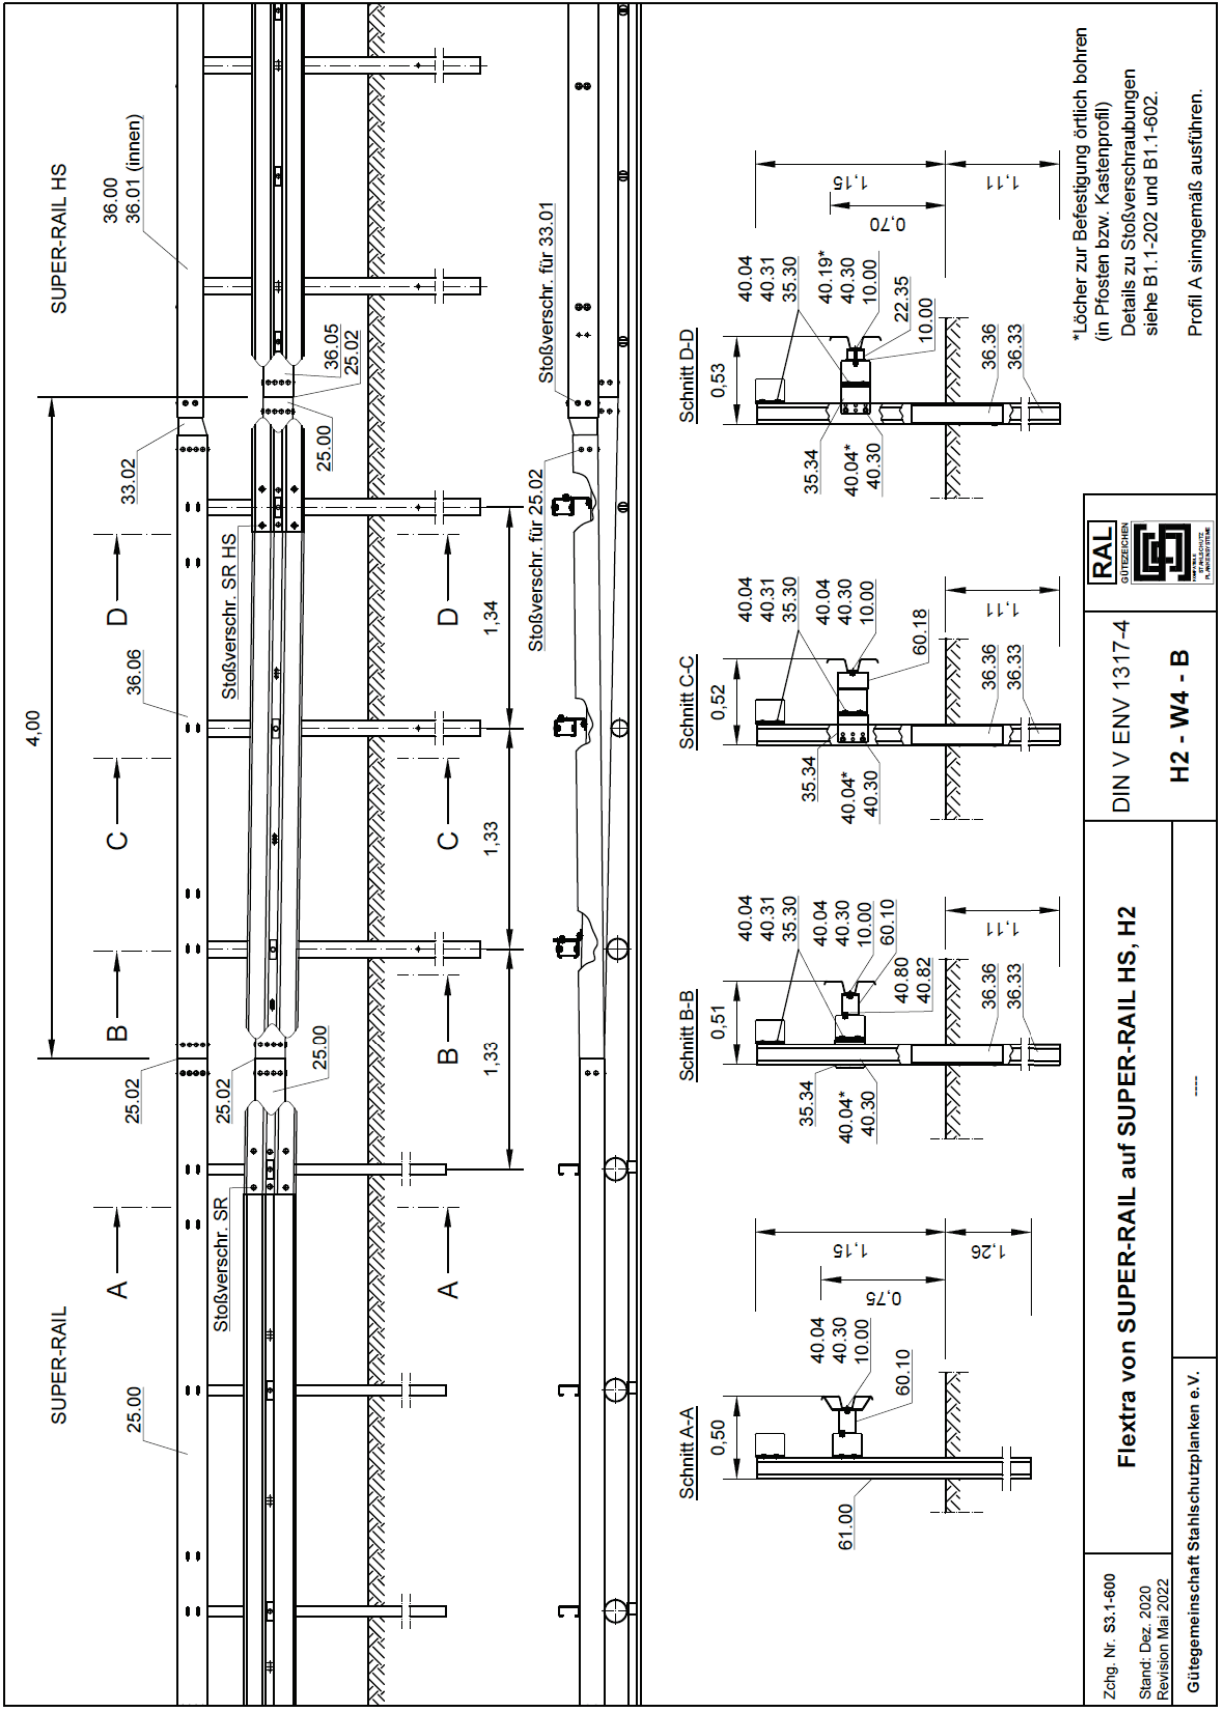 SUPER-RAIL
SUPER-RAIL HS
4,00
25.00
25.02
36.06
33.02
36.00
36.01 (innen)
A
B
C
D
Stoßverschr. SR
25.02
25.00
Stoßverschr. SR HS
25.00
36.05
25.02
A
B
C
D
1,33
1,33
1,34
Stoßverschr. für 25.02
Stoßverschr. für 33.01
Schnitt A-A
0,50
61.00
40.04
40.30
10.00
60.10
0,75
1,15
1,26
Schnitt B-B
0,51
35.34
40.04*
40.30
40.04
40.31
35.30
40.04
40.30
10.00
60.10
40.80
40.82
36.36
36.33
1,11
Schnitt C-C
0,52
35.34
40.04*
40.30
40.04
40.31
35.30
40.04
40.30
10.00
60.18
36.36
36.33
1,11
Schnitt D-D
0,53
35.34
40.04*
40.30
40.04
40.31
35.30
40.19*
40.30
10.00
22.35
10.00
0,70
1,15
1,11
36.36
36.33
*Löcher zur Befestigung örtlich bohren
(in Pfosten bzw. Kastenprofil)
Details zu Stoßverschraubungen
siehe B1.1-202 und B1.1-602.
Profil A sinngemäß ausführen.
Zchg. Nr. S3.1-600
Stand: Dez. 2020
Revision Mai 2022
Flextra von SUPER-RAIL auf SUPER-RAIL HS, H2
DIN V ENV 1317-4
H2 - W4 - B
RAL
GÜTEZEICHEN
STAHLSCHUTZ
PLANKENSYSTEME
Gütegemeinschaft Stahlschutzplanken e.V.
----